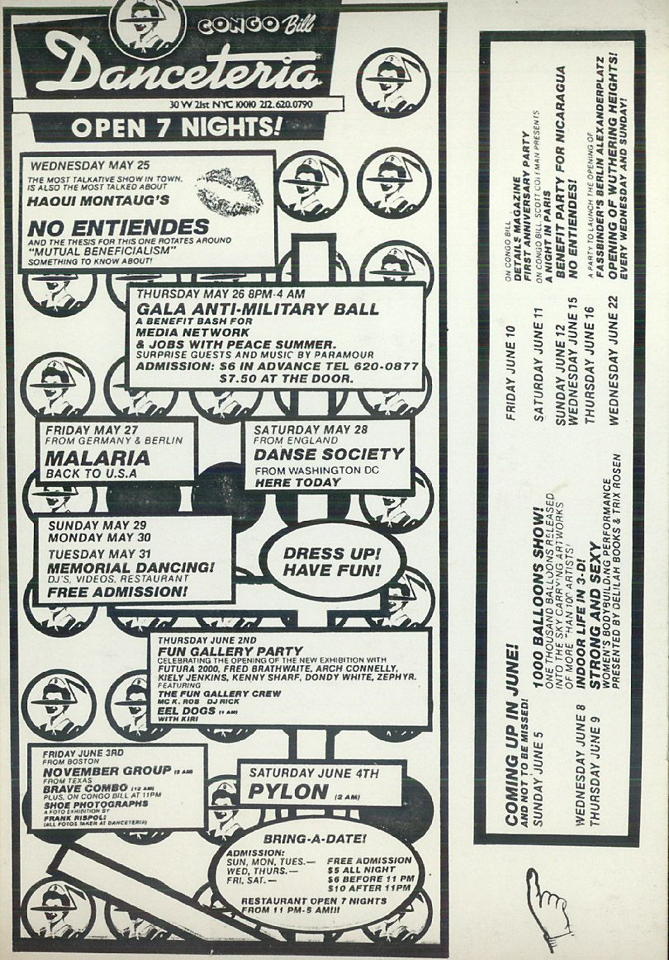 CONGO Bill
Danceteria
30 W 21st NYC 10010 212.620.0790
OPEN 7 NIGHTS!
WEDNESDAY MAY 25
THE MOST TALKATIVE SHOW IN TOWN,
IS ALSO THE MOST TALKED ABOUT
HAOUI MONTAUG'S
NO ENTIENDES
AND THE THESIS FOR THIS ONE ROTATES AROUND
"MUTUAL BENEFICIALISM"
SOMETHING TO KNOW ABOUT!
THURSDAY MAY 26 8PM-4 AM
GALA ANTI-MILITARY BALL
A BENEFIT BASH FOR
MEDIA NETWORK
& JOBS WITH PEACE SUMMER.
SURPRISE GUESTS AND MUSIC BY PARAMOUR
ADMISSION: $6 IN ADVANCE TEL 620-0877
$7.50 AT THE DOOR.
FRIDAY MAY 27
FROM GERMANY & BERLIN
MALARIA
BACK TO U.S.A
SATURDAY MAY 28
FROM ENGLAND
DANSE SOCIETY
FROM WASHINGTON DC
HERE TODAY
SUNDAY MAY 29
MONDAY MAY 30
TUESDAY MAY 31
MEMORIAL DANCING!
DJ'S, VIDEOS, RESTAURANT
FREE ADMISSION!
DRESS UP!
HAVE FUN!
THURSDAY JUNE 2ND
FUN GALLERY PARTY
CELEBRATING THE OPENING OF THE NEW EXHIBITION WITH
FUTURA 2000, FRED BRATHWAITE, ARCH CONNELLY,
KIELY JENKINS, KENNY SHARF, DONDY WHITE, ZEPHYR.
FEATURING
THE FUN GALLERY CREW
MC K. ROB DJ RICK
EEL DOGS (1 AM)
WITH KIRI
FRIDAY JUNE 3RD
FROM BOSTON
NOVEMBER GROUP (2 AM)
FROM TEXAS
BRAVE COMBO (12 AM)
PLUS, ON CONGO BILL AT 11PM
SHOE PHOTOGRAPHS
A FOTO EXHIBITION BY
FRANK RISPOLI
(ALL FOTOS TAKEN AT DANCETERIA)
SATURDAY JUNE 4TH
PYLON (2 AM)
BRING-A-DATE!
ADMISSION:
SUN, MON, TUES.— FREE ADMISSION
WED, THURS.— $5 ALL NIGHT
FRI, SAT.— $6 BEFORE 11 PM
$10 AFTER 11PM
RESTAURANT OPEN 7 NIGHTS
FROM 11 PM-5 AM!!!
COMING UP IN JUNE!
AND NOT TO BE MISSED!
SUNDAY JUNE 5 1000 BALLOONS SHOW!
ONE THOUSAND BALLOONS RELEASED
INTO THE SKY CARRYING ARTWORKS
OF MORE THAN 100 ARTISTS!
WEDNESDAY JUNE 8 INDOOR LIFE IN 3-D!
THURSDAY JUNE 9 STRONG AND SEXY
WOMEN'S BODYBUILDING PERFORMANCE
PRESENTED BY DELILAH BOOKS & TRIX ROSEN
FRIDAY JUNE 10 ON CONGO BILL
DETAILS MAGAZINE
FIRST ANNIVERSARY PARTY
SATURDAY JUNE 11 ON CONGO BILL SCOTT COFFMAN PRESENTS
A NIGHT IN PARIS
SUNDAY JUNE 12 BENEFIT PARTY FOR NICARAGUA
WEDNESDAY JUNE 15 NO ENTIENDES!
THURSDAY JUNE 16 A PARTY TO LAUNCH THE OPENING OF
FASSBINDER'S BERLIN ALEXANDERPLATZ
WEDNESDAY JUNE 22 OPENING OF WUTHERING HEIGHTS!
EVERY WEDNESDAY AND SUNDAY!